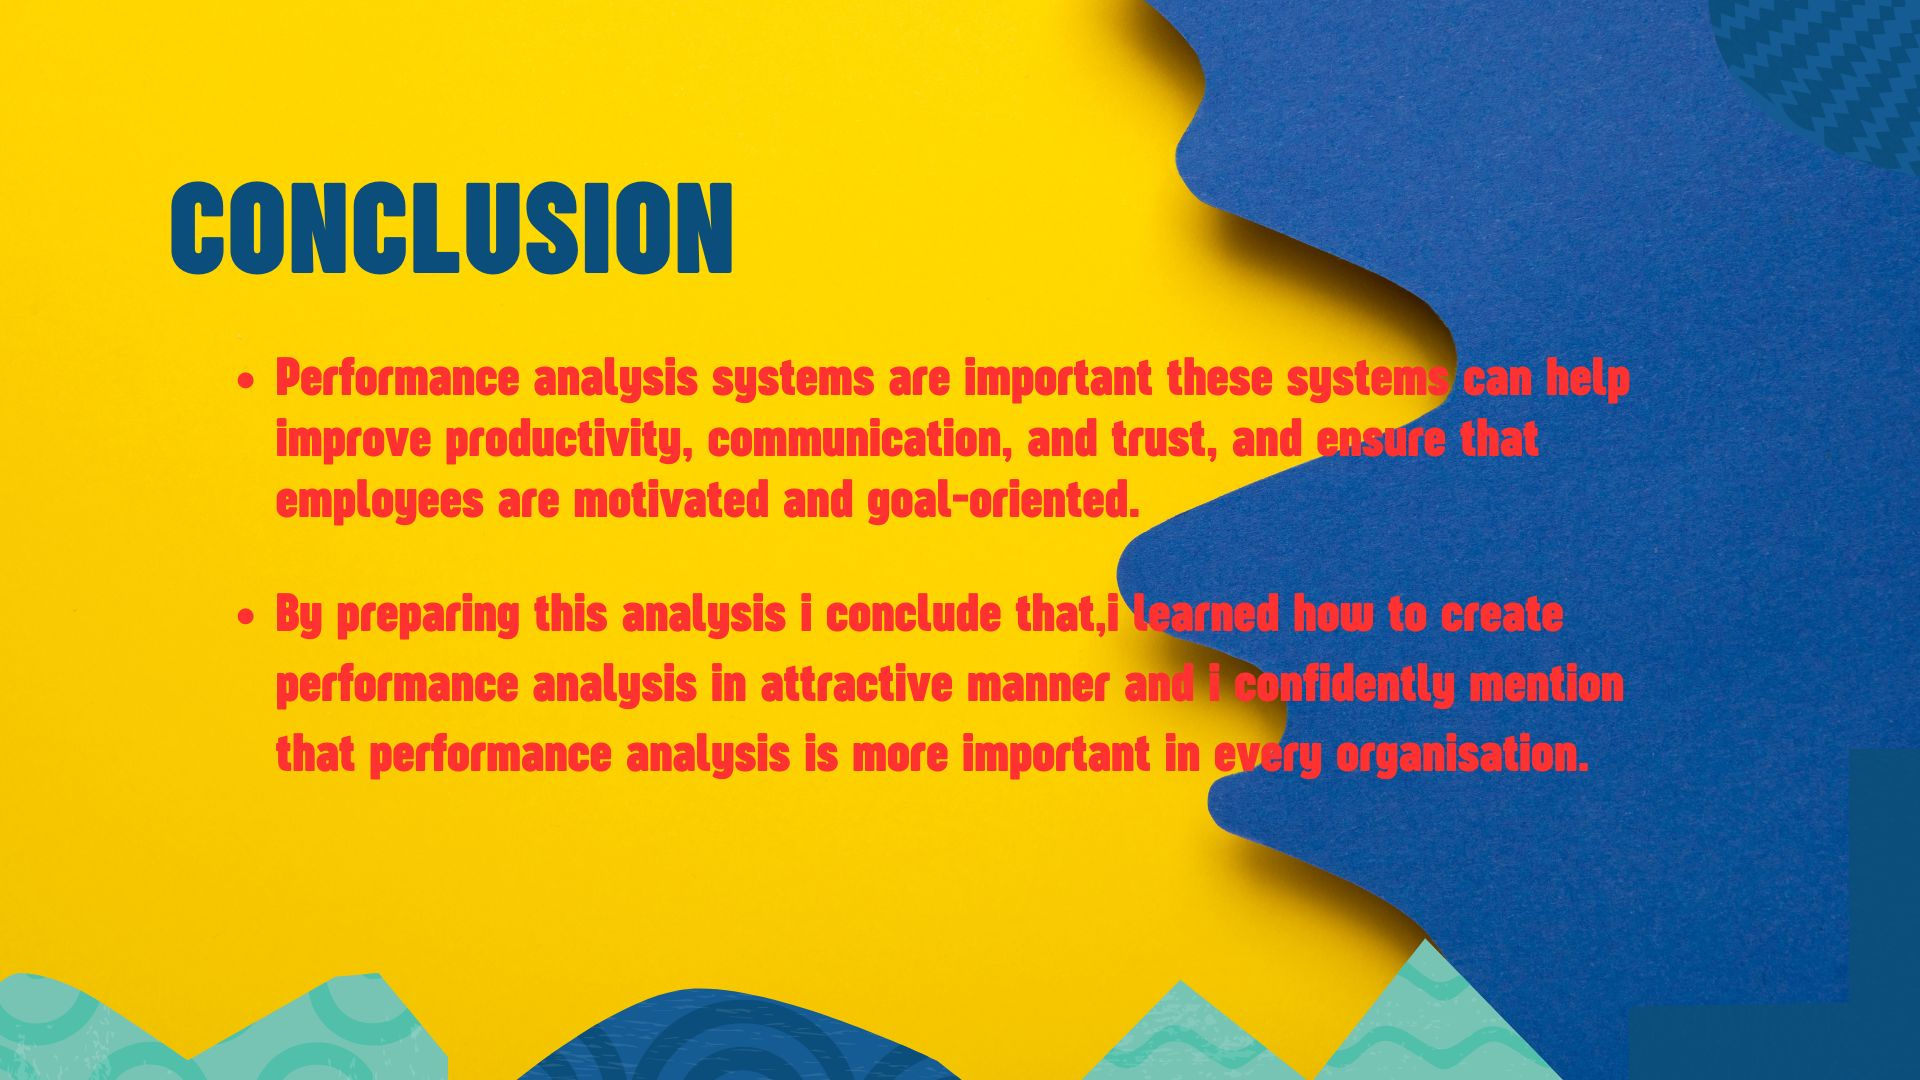 CONCLUSION
• Performance analysis systems are important these systems can help
improve productivity, communication, and trust, and ensure that
employees are motivated and goal-oriented.
• By preparing this analysis i conclude that,i learned how to create
performance analysis in attractive manner and i confidently mention
that performance analysis is more important in every organisation.